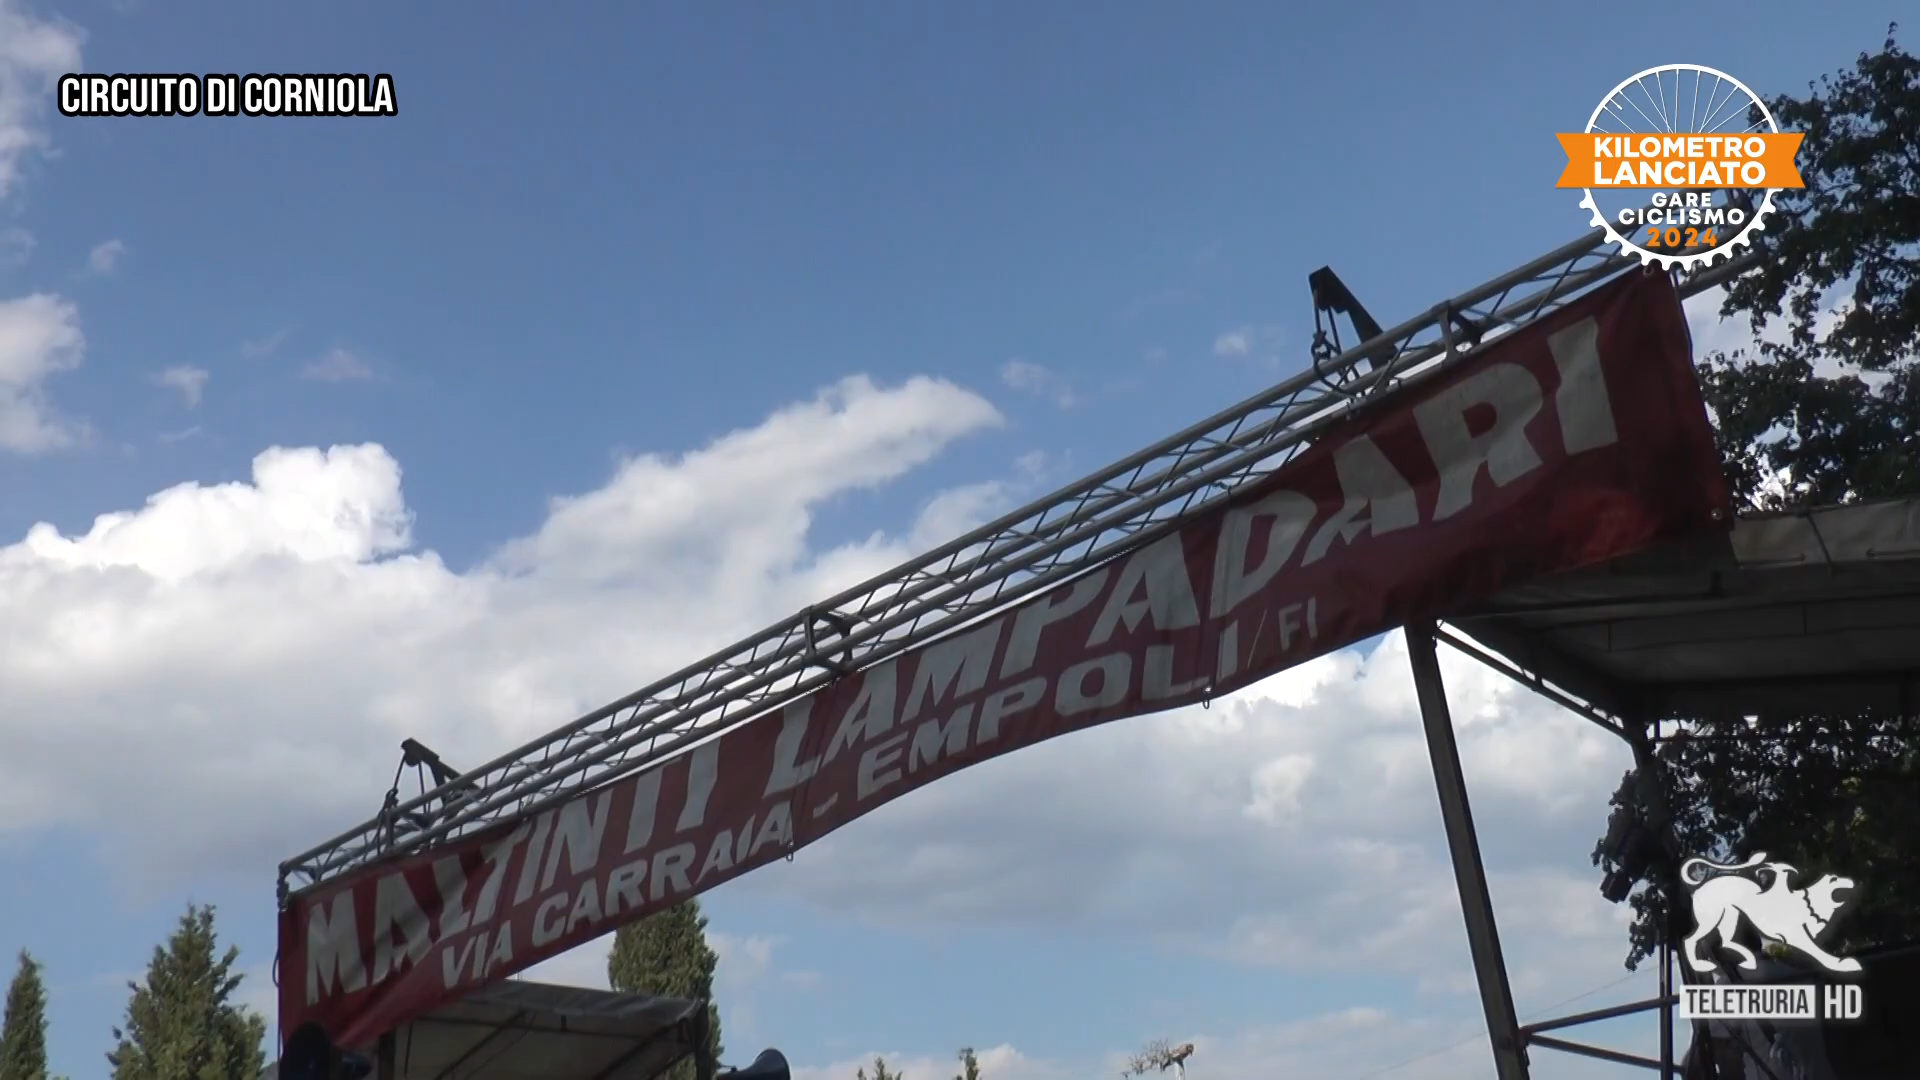 CIRCUITO DI CORNIOLA
KILOMETRO
LANCIATO
GARE
CICLISMO
2024
MALTINTI LAMPADARI
VIA CARRAIA - EMPOLI / FI
TELETRURIA HD